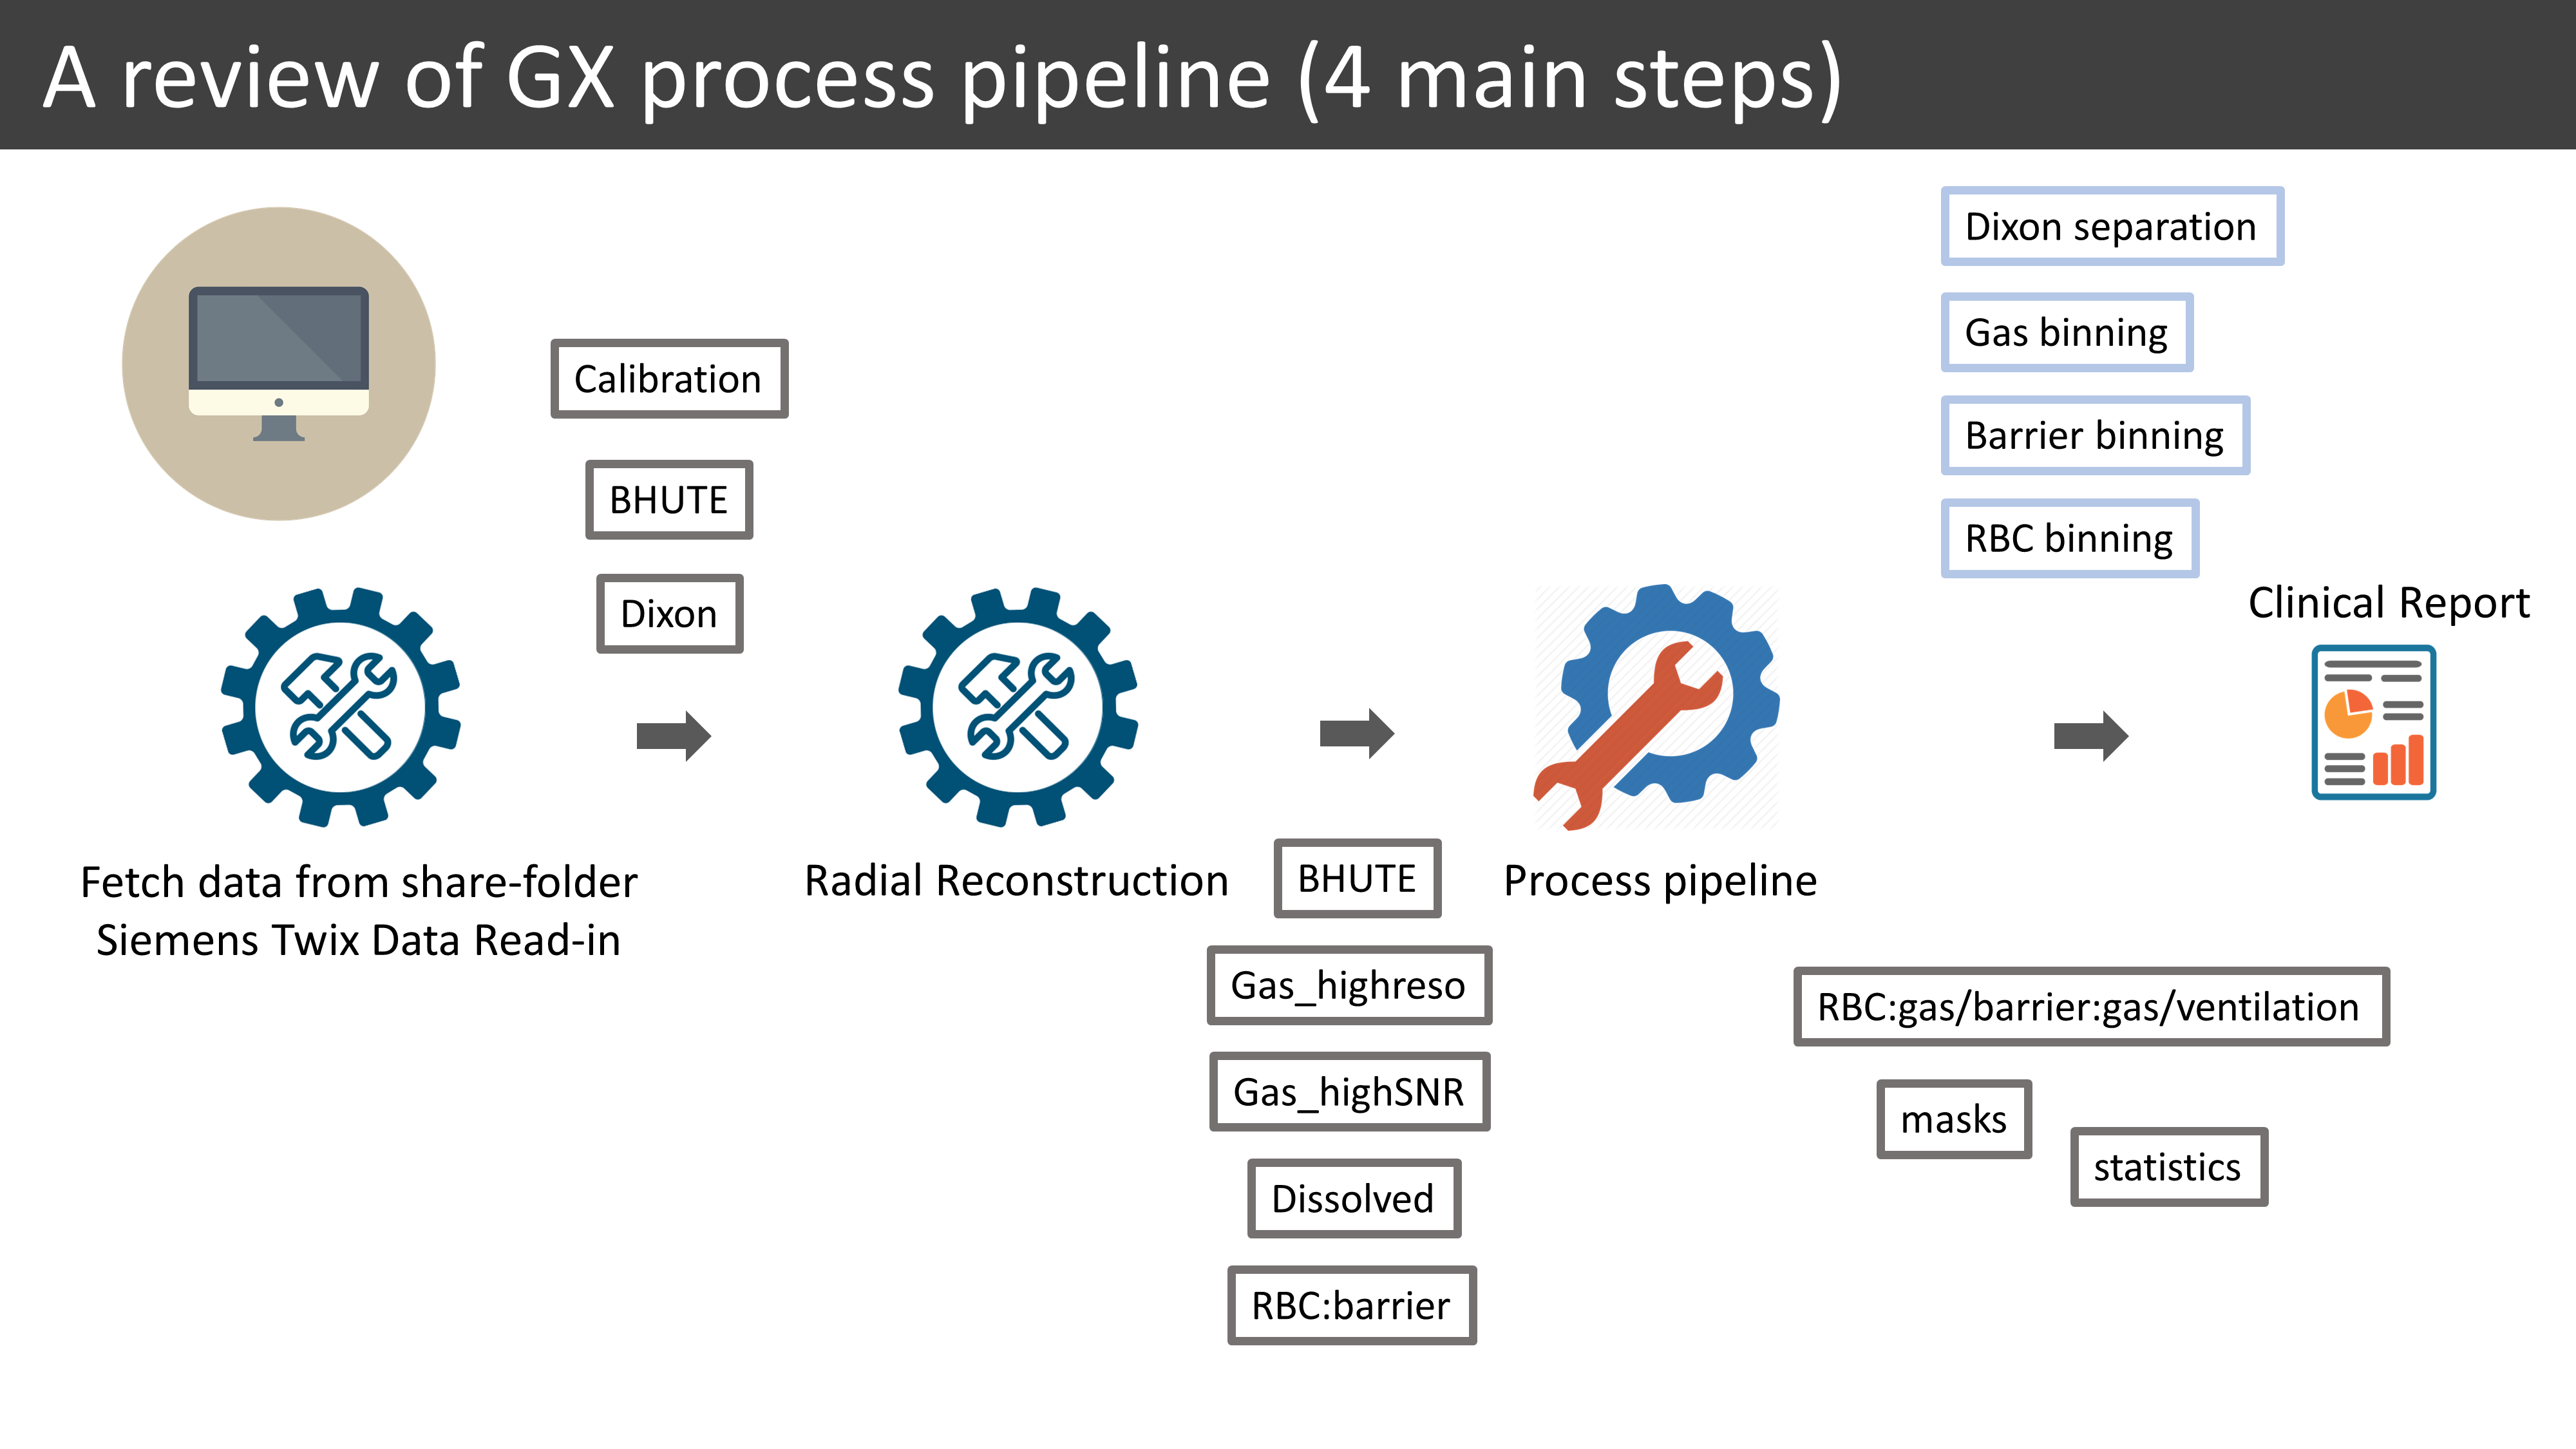 A review of GX process pipeline (4 main steps)
Calibration
BHUTE
Dixon
Fetch data from share-folder
Siemens Twix Data Read-in
Radial Reconstruction
BHUTE
Gas_highreso
Gas_highSNR
Dissolved
RBC:barrier
Process pipeline
Dixon separation
Gas binning
Barrier binning
RBC binning
RBC:gas/barrier:gas/ventilation
masks
statistics
Clinical Report